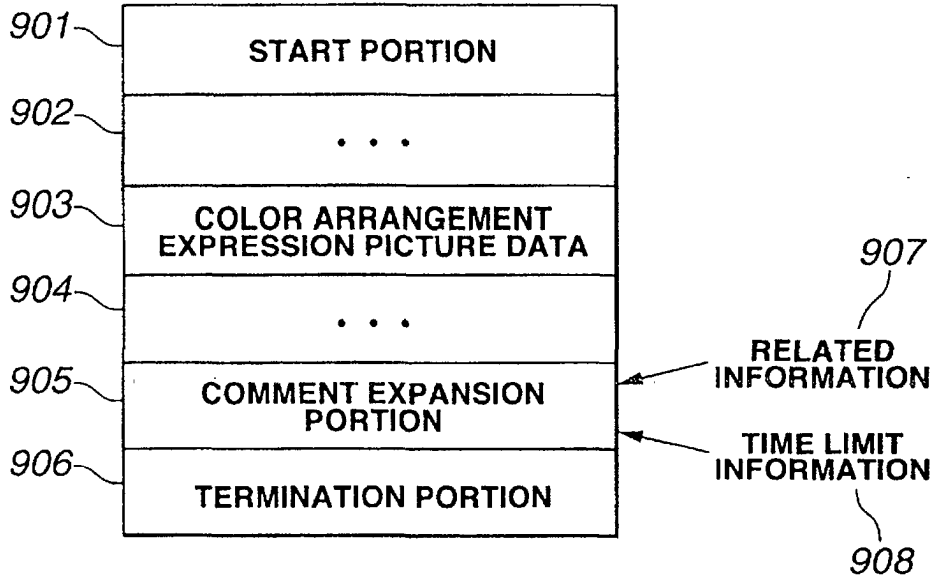 901
START PORTION
902
• • •
903
COLOR ARRANGEMENT
EXPRESSION PICTURE DATA
904
• • •
907
RELATED
INFORMATION
905
COMMENT EXPANSION
PORTION
TIME LIMIT
INFORMATION
906
TERMINATION PORTION
908